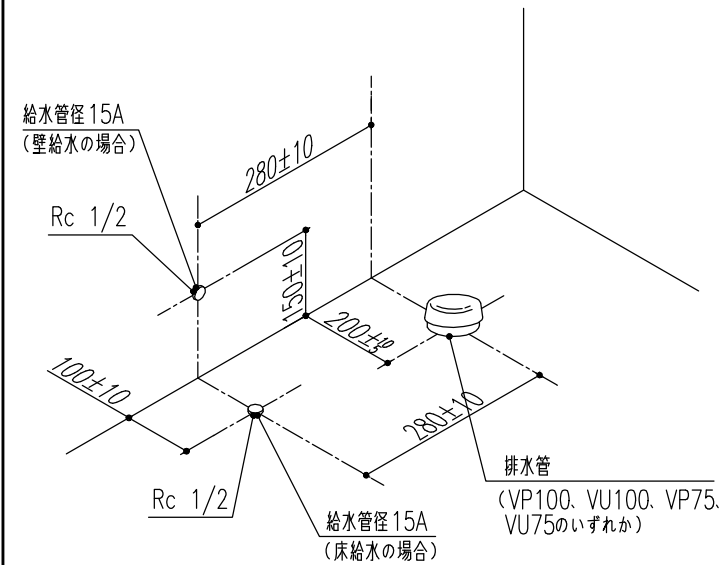 給水管径15A
(壁給水の場合)
280±10
Rc 1/2
150±10
200±
100±10
280±10
Rc 1/2
給水管径15A
(床給水の場合)
排水管
(VP100、VU100、VP75、
VU75のいずれか)